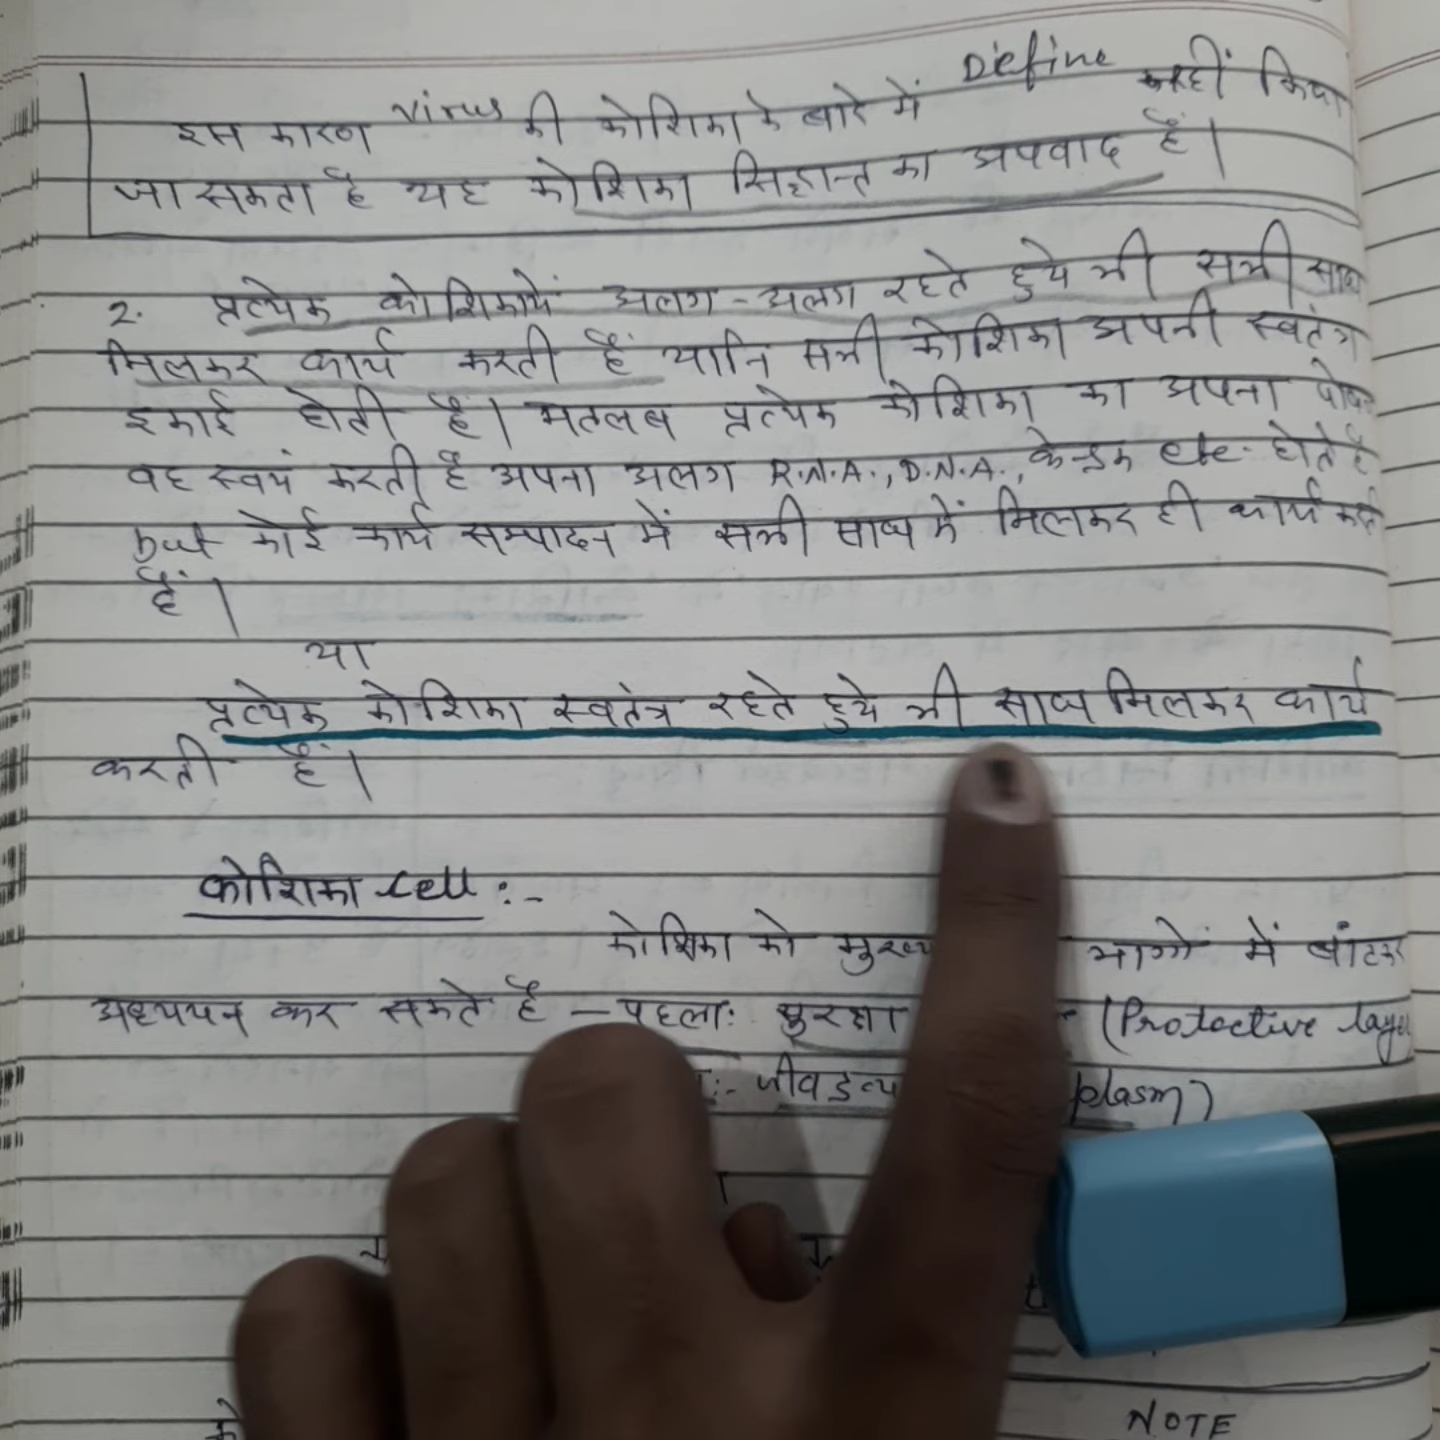 इस कारण virus की कोशिका के बारे में Define नहीं किया
जा सकता है यह कोशिका सिद्धान्त का अपवाद है।
2. प्रत्येक कोशिकायें अलग-अलग रहते हुये भी सभी साथ
मिलकर कार्य करती हैं यानि सभी कोशिका अपनी स्वतंत्र
इकाई होती है। मतलब प्रत्येक कोशिका का अपना पोषण
वह स्वयं करती है अपना अलग R.N.A., D.N.A., केन्द्रक etc. होते है
but कोई कार्य सम्पादन में सभी साथ में मिलकर ही कार्य करती
हैं।
या
प्रत्येक कोशिका स्वतंत्र रहते हुये भी साथ मिलकर कार्य
करती हैं।
कोशिका cell :-
कोशिका को मुख्य भागों में बांटकर
अध्ययन कर सकते है - पहला: सुरक्षा (Protective layer
:- जीवद्रव्य plasm)
NOTE